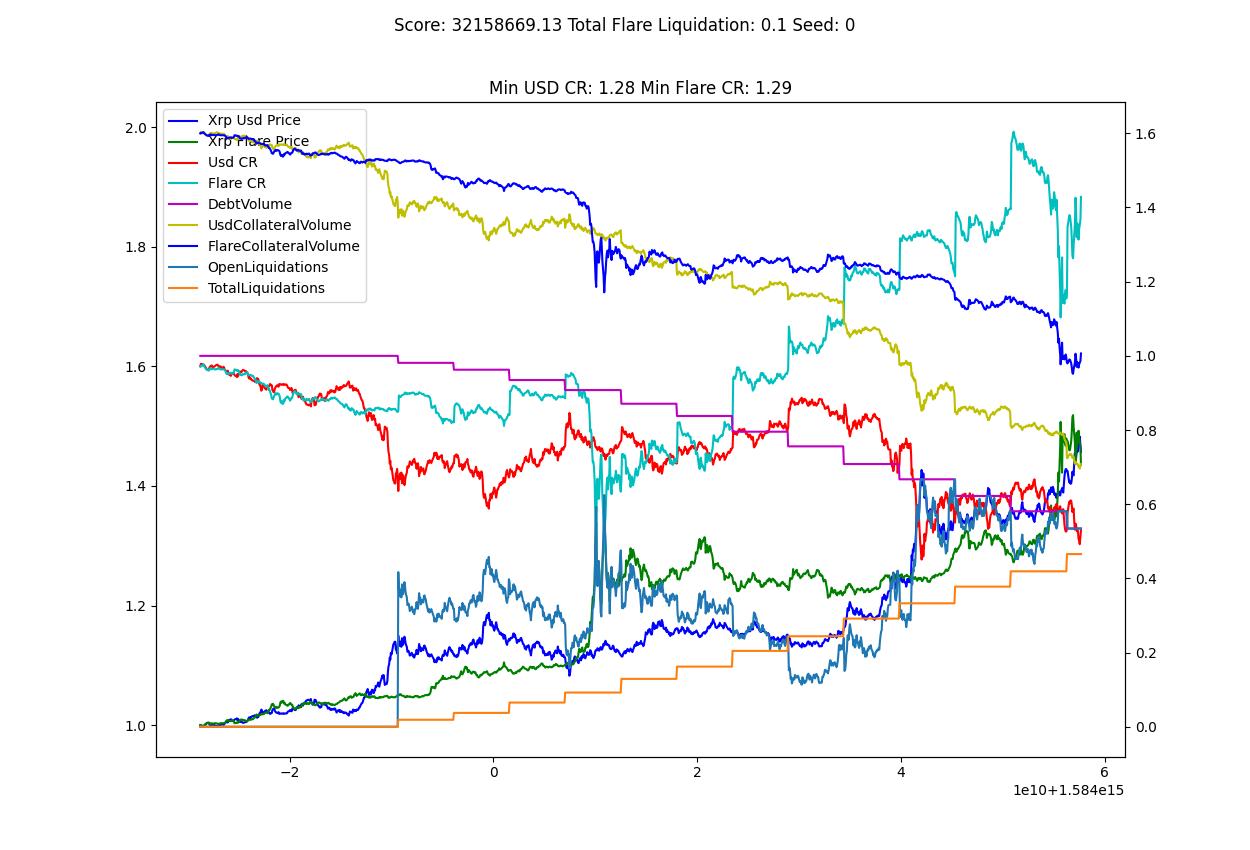 Score: 32158669.13 Total Flare Liquidation: 0.1 Seed: 0
Min USD CR: 1.28 Min Flare CR: 1.29
Xrp Usd Price
Xrp Flare Price
Usd CR
Flare CR
DebtVolume
UsdCollateralVolume
FlareCollateralVolume
OpenLiquidations
TotalLiquidations
2.0
1.8
1.6
1.4
1.2
1.0
1.6
1.4
1.2
1.0
0.8
0.6
0.4
0.2
0.0
−2
0
2
4
6
1e10+1.584e15